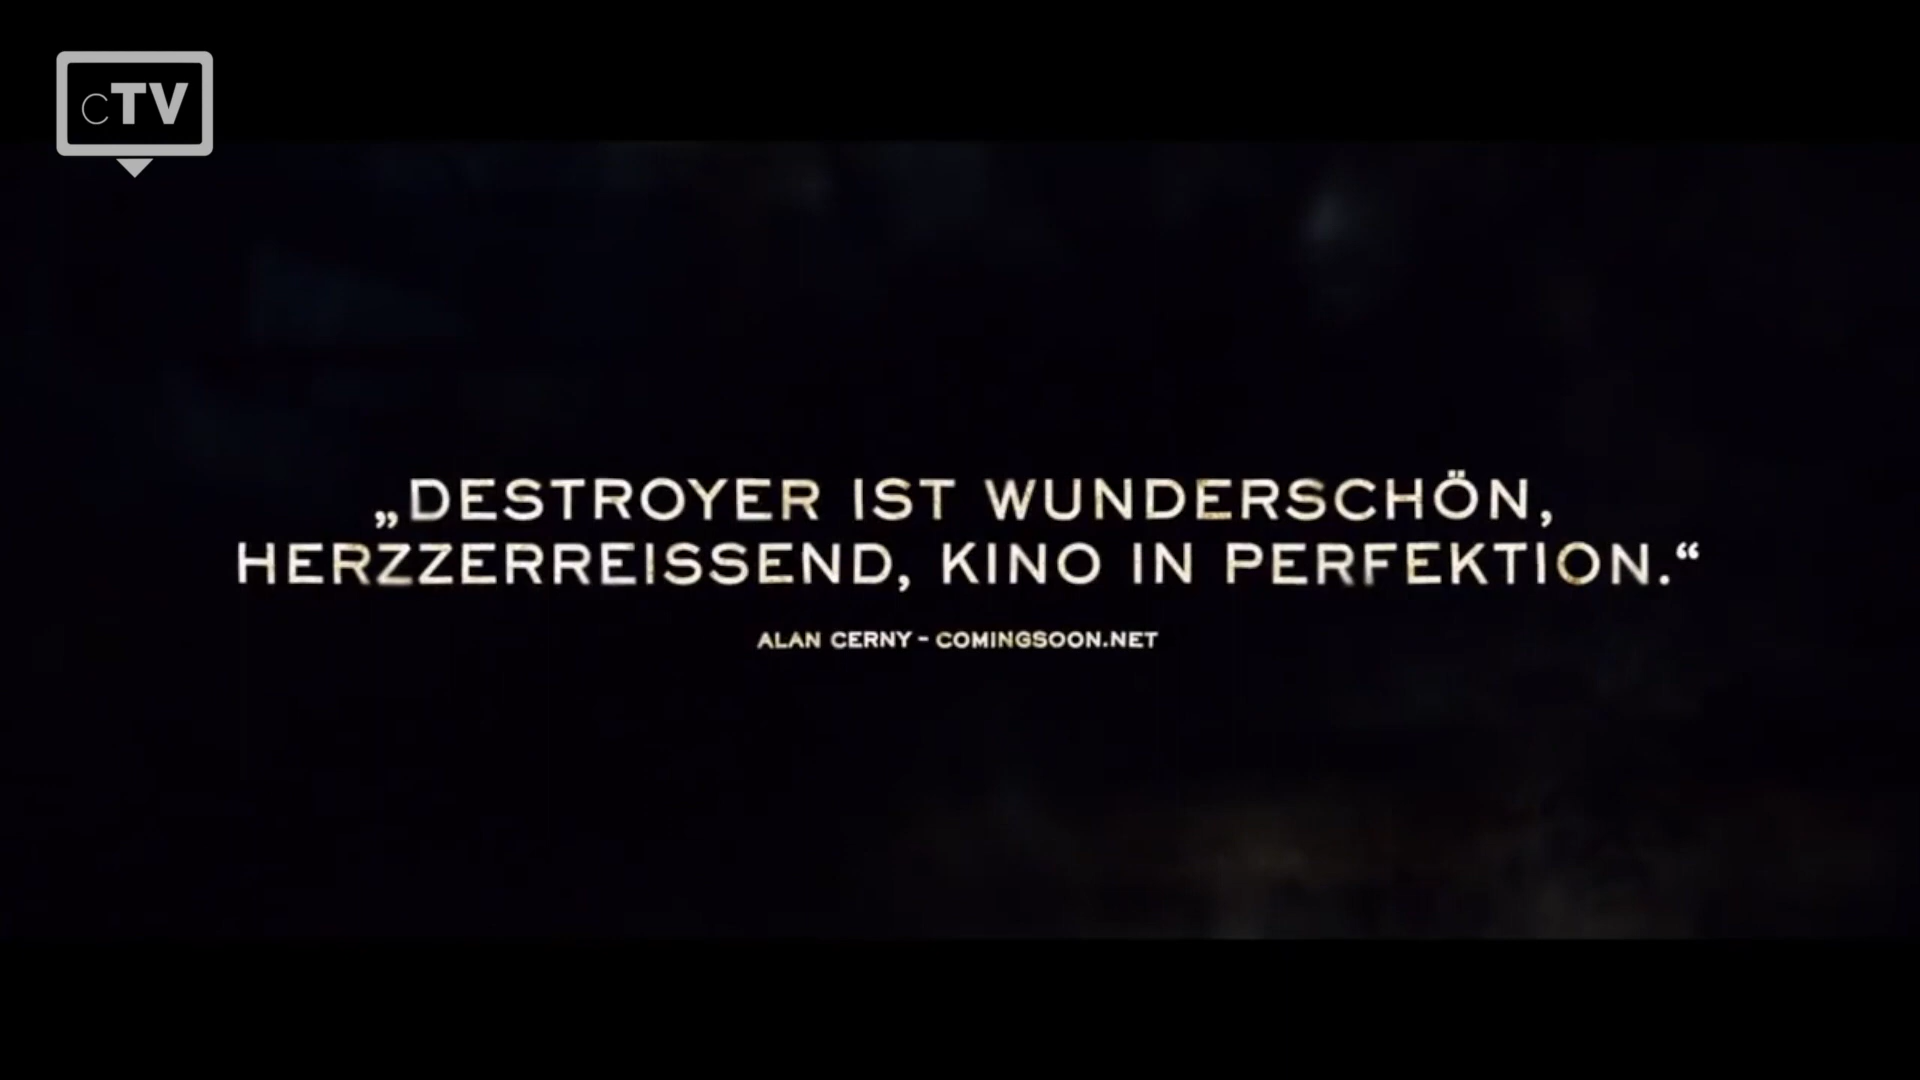 cTV
„DESTROYER IST WUNDERSCHÖN,
HERZZERREISSEND, KINO IN PERFEKTION.“
ALAN CERNY - COMINGSOON.NET